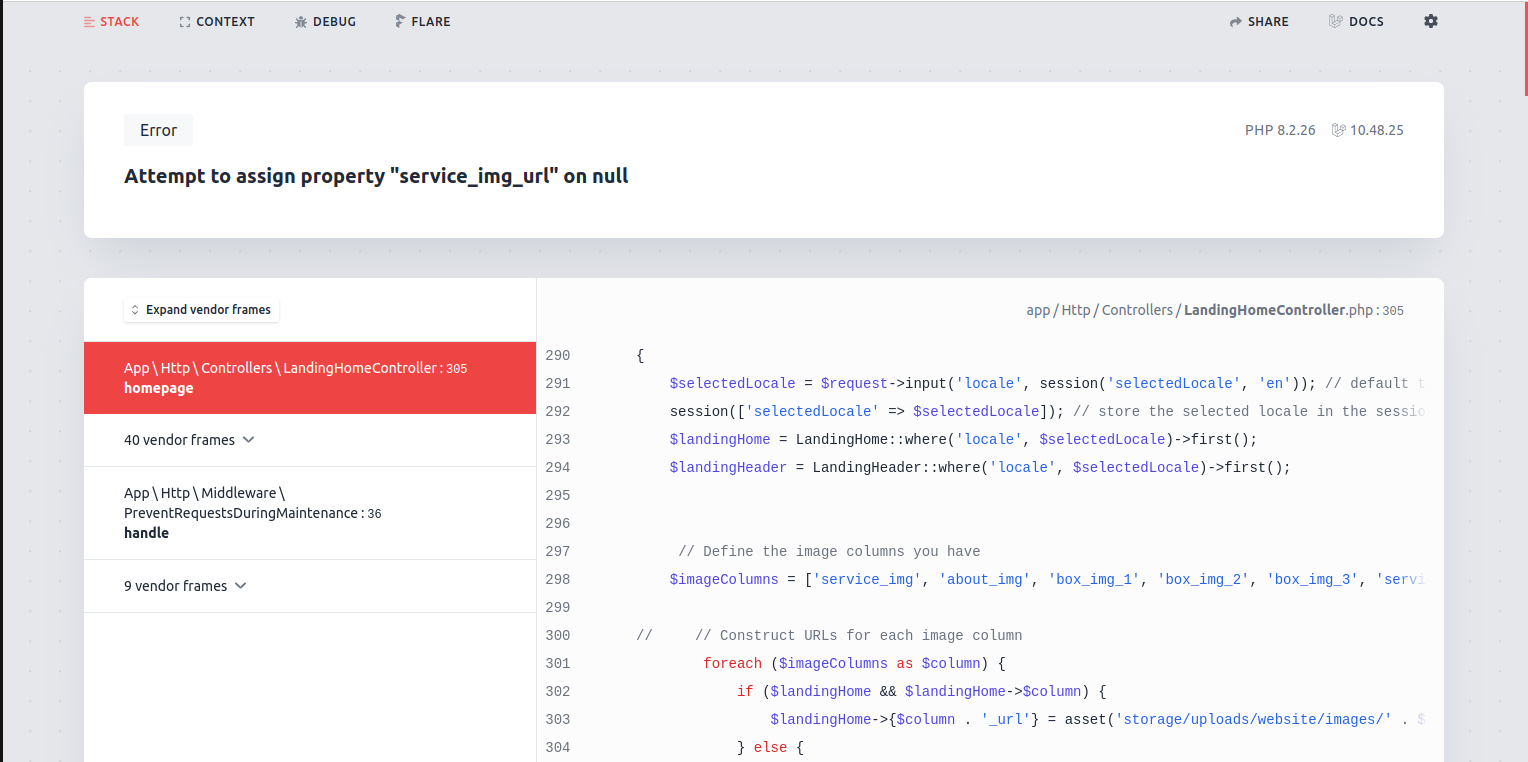 STACK CONTEXT DEBUG FLARE SHARE DOCS
Error
PHP 8.2.26 10.48.25
Attempt to assign property "service_img_url" on null
Expand vendor frames
App\Http\Controllers\LandingHomeController:305
homepage
40 vendor frames
App\Http\Middleware\
PreventRequestsDuringMaintenance:36
handle
9 vendor frames
app/Http/Controllers/LandingHomeController.php:305
290 {
291 $selectedLocale = $request->input('locale', session('selectedLocale', 'en')); // default t
292 session(['selectedLocale' => $selectedLocale]); // store the selected locale in the sessio
293 $landingHome = LandingHome::where('locale', $selectedLocale)->first();
294 $landingHeader = LandingHeader::where('locale', $selectedLocale)->first();
295
296
297 // Define the image columns you have
298 $imageColumns = ['service_img', 'about_img', 'box_img_1', 'box_img_2', 'box_img_3', 'servi
299
300 // // Construct URLs for each image column
301 foreach ($imageColumns as $column) {
302 if ($landingHome && $landingHome->$column) {
303 $landingHome->{$column . '_url'} = asset('storage/uploads/website/images/' . $
304 } else {